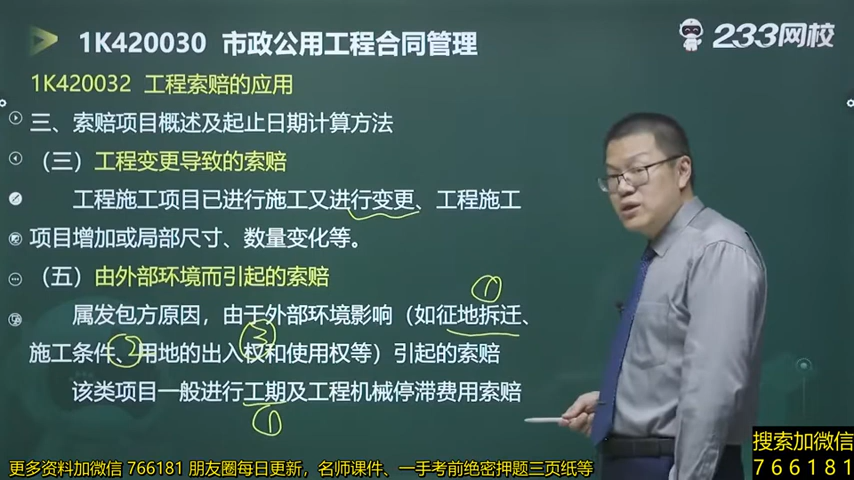 1K420030 市政公用工程合同管理
233网校
1K420032 工程索赔的应用
三、索赔项目概述及起止日期计算方法
（三）工程变更导致的索赔
工程施工项目已进行施工又进行变更、工程施工
项目增加或局部尺寸、数量变化等。
（五）由外部环境而引起的索赔
①
属发包方原因，由于外部环境影响（如征地拆迁、
③
②
施工条件、用地的出入权和使用权等）引起的索赔
该类项目一般进行工期及工程机械停滞费用索赔
①
搜索加微信
766181
更多资料加微信 766181 朋友圈每日更新，名师课件、一手考前绝密押题三页纸等